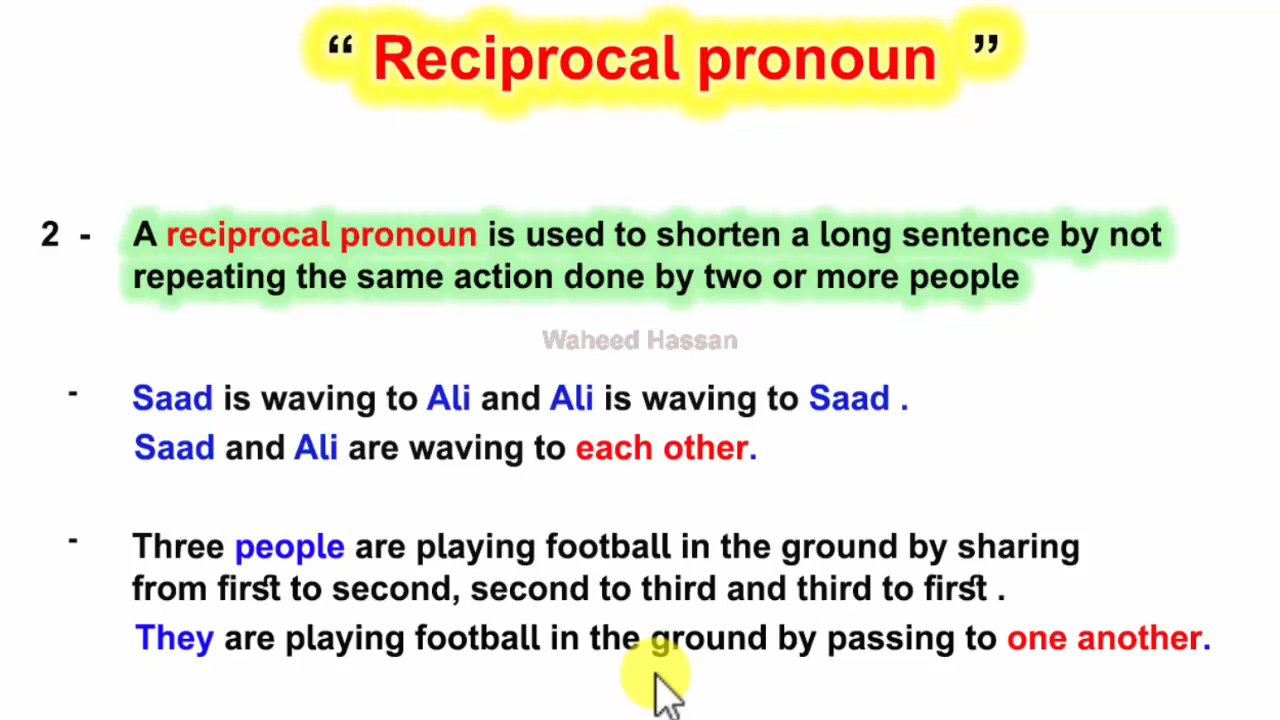 “ Reciprocal pronoun ”
2 - A reciprocal pronoun is used to shorten a long sentence by not
repeating the same action done by two or more people
Waheed Hassan
- Saad is waving to Ali and Ali is waving to Saad .
Saad and Ali are waving to each other.
- Three people are playing football in the ground by sharing
from first to second, second to third and third to first .
They are playing football in the ground by passing to one another.